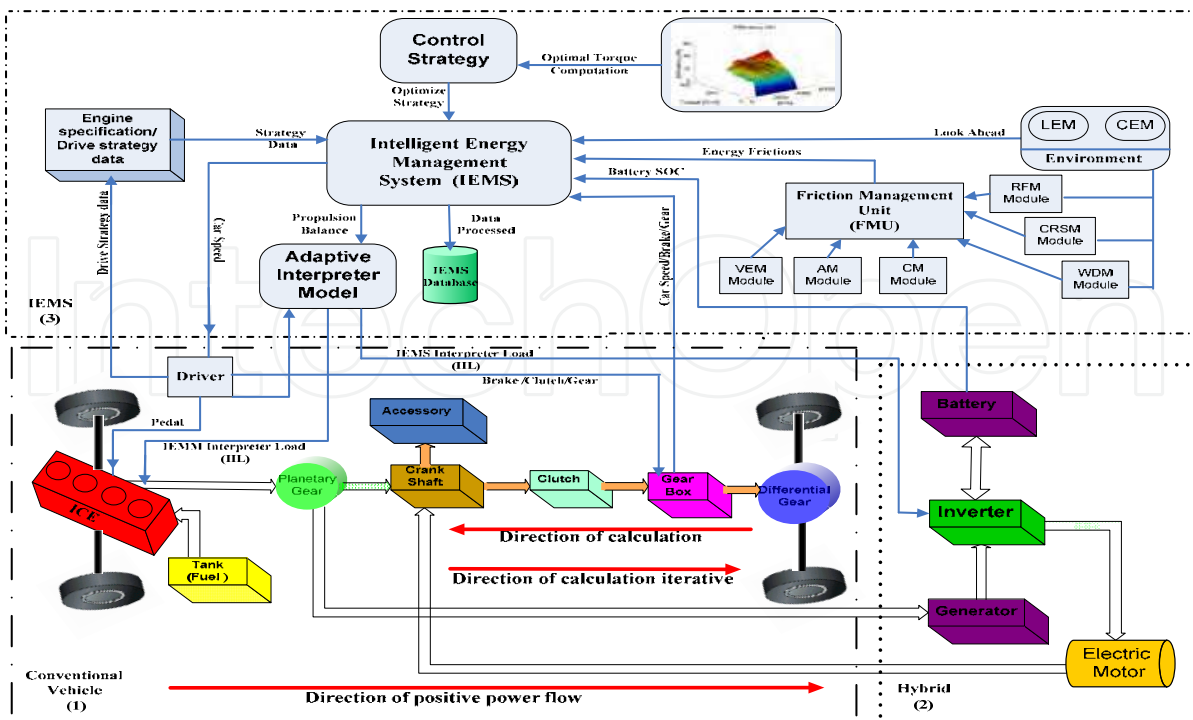 Control
Strategy
Optimal Torque
Computation
Optimize
Strategy
Engine
specification/
Drive strategy
data
Strategy
Data
Intelligent Energy
Management
System (IEMS)
Look Ahead
LEM
CEM
Environment
Energy Frictions
Battery SOC
Friction Management
Unit
(FMU)
RFM
Module
CRSM
Module
WDM
Module
VEM
Module
AM
Module
CM
Module
Drive Strategy data
Car Speed
Propulsion
Balance
Data
Processed
Adaptive
Interpreter
Model
IEMS
Database
Car Speed/Brake/Gear
IEMS
(3)
IntechOpen
Driver
IEMS Interpreter Load
(IIL)
Brake /Clutch/Gear
Pedal
IEMM Interpreter Load
(IIL)
Accessory
Battery
ICE
Planetary
Gear
Crank
Shaft
Clutch
Gear
Box
Differential
Gear
Inverter
Tank
(Fuel )
Direction of calculation
Direction of calculation iterative
Generator
Electric
Motor
Conventional
Vehicle
(1)
Direction of positive power flow
Hybrid
(2)